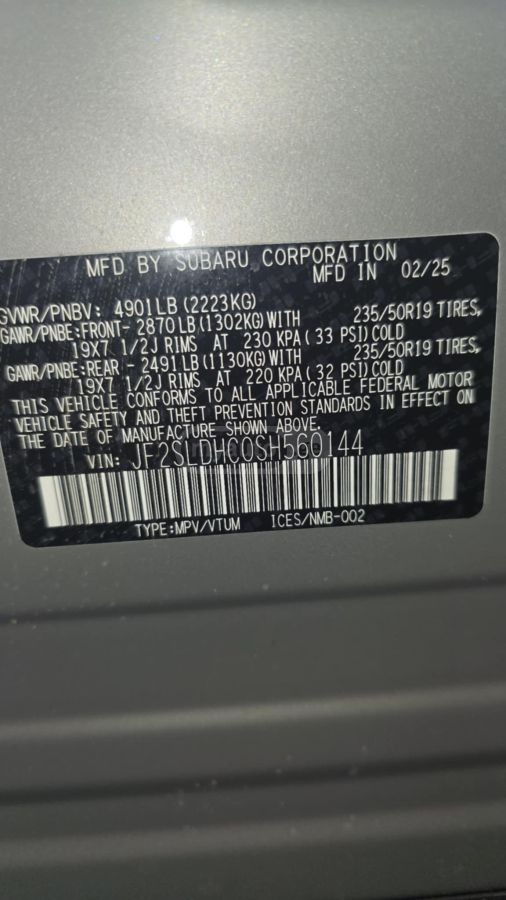 MFD BY SUBARU CORPORATION
MFD IN 02/25
GVWR/PNBV: 4901LB (2223KG)
GAWR/PNBE:FRONT- 2870 LB (1302KG) WITH 235/50R19 TIRES,
19X7 1/2J RIMS AT 230 KPA ( 33 PSI) COLD
GAWR/PNBE:REAR - 2491 LB (1130KG) WITH 235/50R19 TIRES,
19X7 1/2J RIMS AT 220 KPA ( 32 PSI) COLD
THIS VEHICLE CONFORMS TO ALL APPLICABLE FEDERAL MOTOR
VEHICLE SAFETY AND THEFT PREVENTION STANDARDS IN EFFECT ON
THE DATE OF MANUFACTURE SHOWN ABOVE.
VIN: JF2SLDHC0SH560144
TYPE:MPV/VTUM ICES/NMB-002